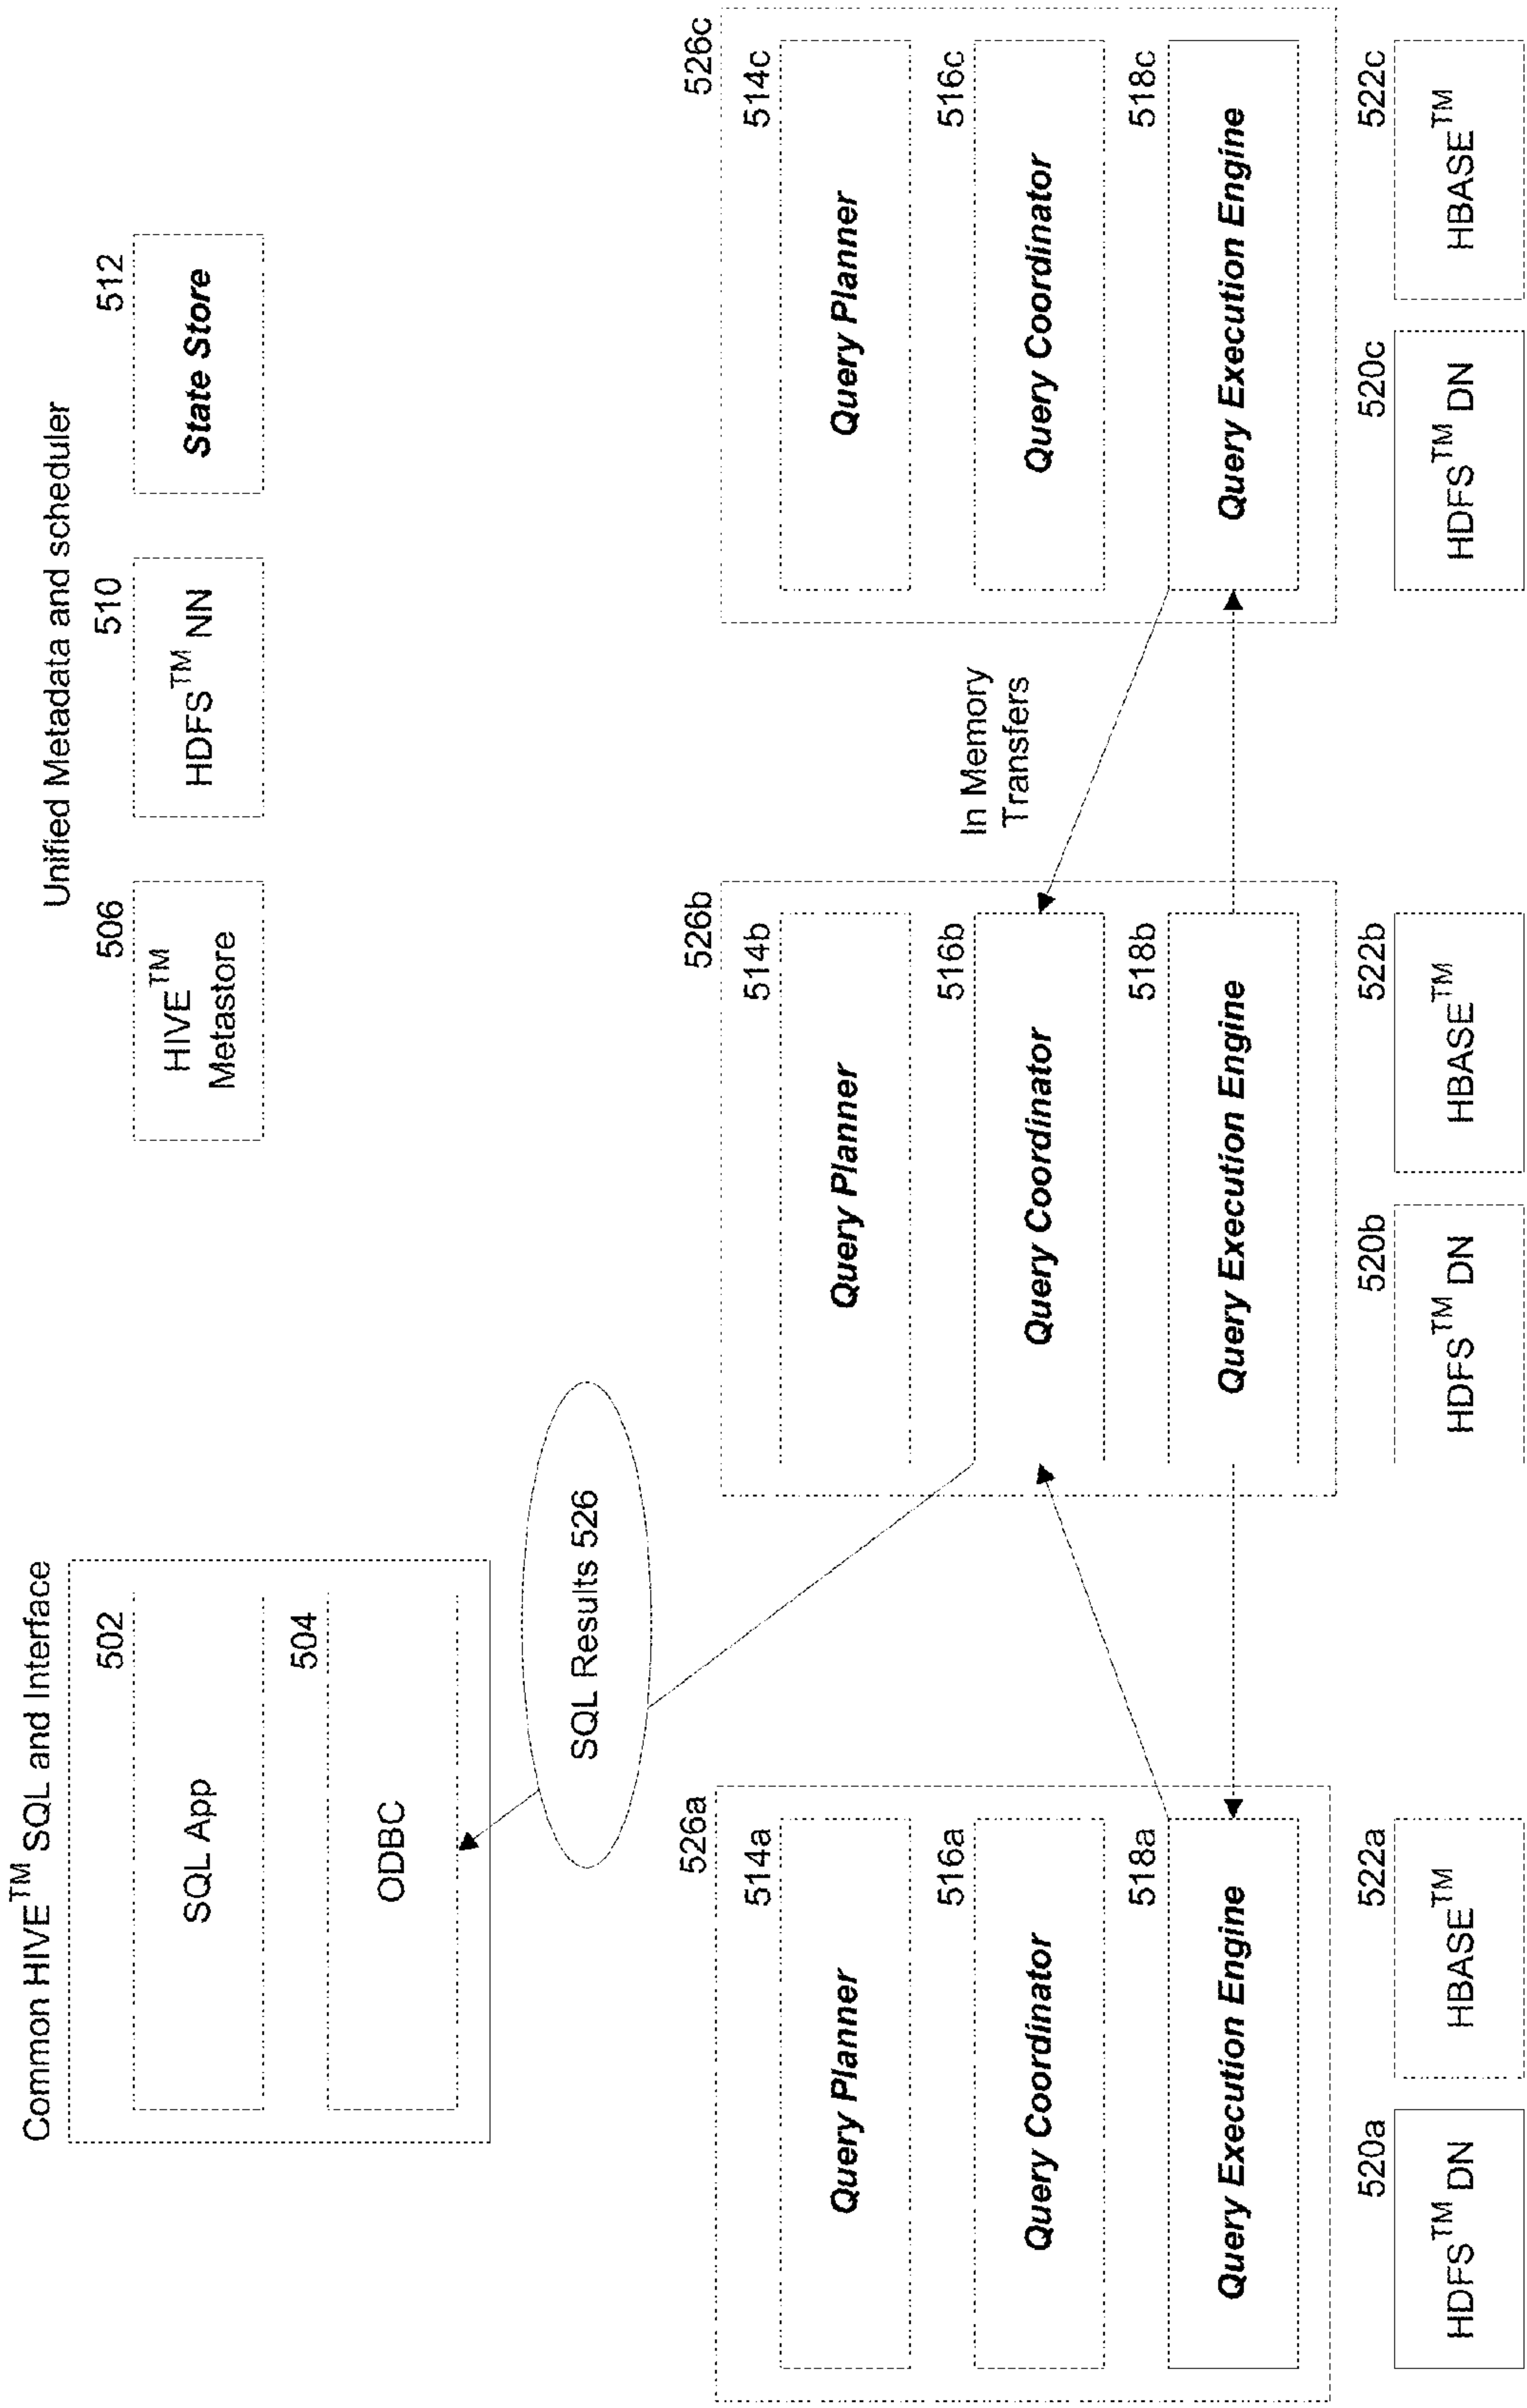 Common HIVE™ SQL and Interface
502
SQL App
504
ODBC
SQL Results 526
Unified Metadata and scheduler
506
HIVE™
Metastore
510
HDFS™ NN
512
State Store
526a
514a
Query Planner
516a
Query Coordinator
518a
Query Execution Engine
520a
HDFS™ DN
522a
HBASE™
526b
514b
Query Planner
516b
Query Coordinator
518b
Query Execution Engine
520b
HDFS™ DN
522b
HBASE™
In Memory
Transfers
526c
514c
Query Planner
516c
Query Coordinator
518c
Query Execution Engine
520c
HDFS™ DN
522c
HBASE™